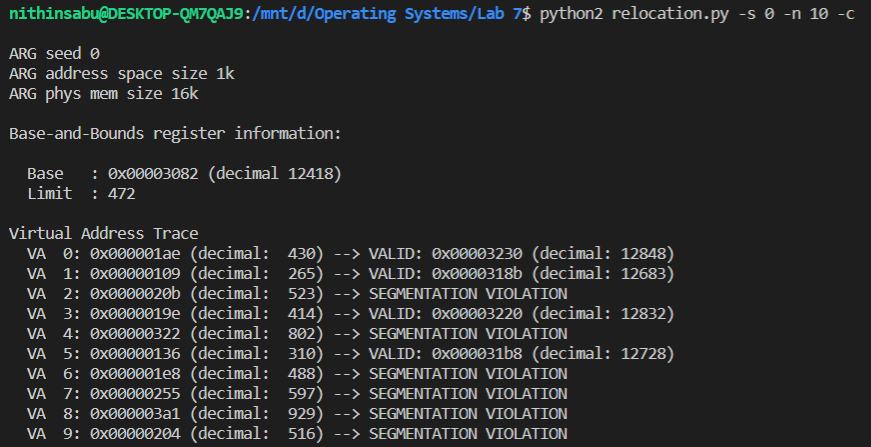 nithinsabu@DESKTOP-QM7QAJ9:/mnt/d/Operating Systems/Lab 7$ python2 relocation.py -s 0 -n 10 -c
ARG seed 0
ARG address space size 1k
ARG phys mem size 16k
Base-and-Bounds register information:
Base   : 0x00003082 (decimal 12418)
Limit  : 472
Virtual Address Trace
VA  0: 0x000001ae (decimal:  430) --> VALID: 0x00003230 (decimal: 12848)
VA  1: 0x00000109 (decimal:  265) --> VALID: 0x0000318b (decimal: 12683)
VA  2: 0x0000020b (decimal:  523) --> SEGMENTATION VIOLATION
VA  3: 0x0000019e (decimal:  414) --> VALID: 0x00003220 (decimal: 12832)
VA  4: 0x00000322 (decimal:  802) --> SEGMENTATION VIOLATION
VA  5: 0x00000136 (decimal:  310) --> VALID: 0x000031b8 (decimal: 12728)
VA  6: 0x000001e8 (decimal:  488) --> SEGMENTATION VIOLATION
VA  7: 0x00000255 (decimal:  597) --> SEGMENTATION VIOLATION
VA  8: 0x000003a1 (decimal:  929) --> SEGMENTATION VIOLATION
VA  9: 0x00000204 (decimal:  516) --> SEGMENTATION VIOLATION